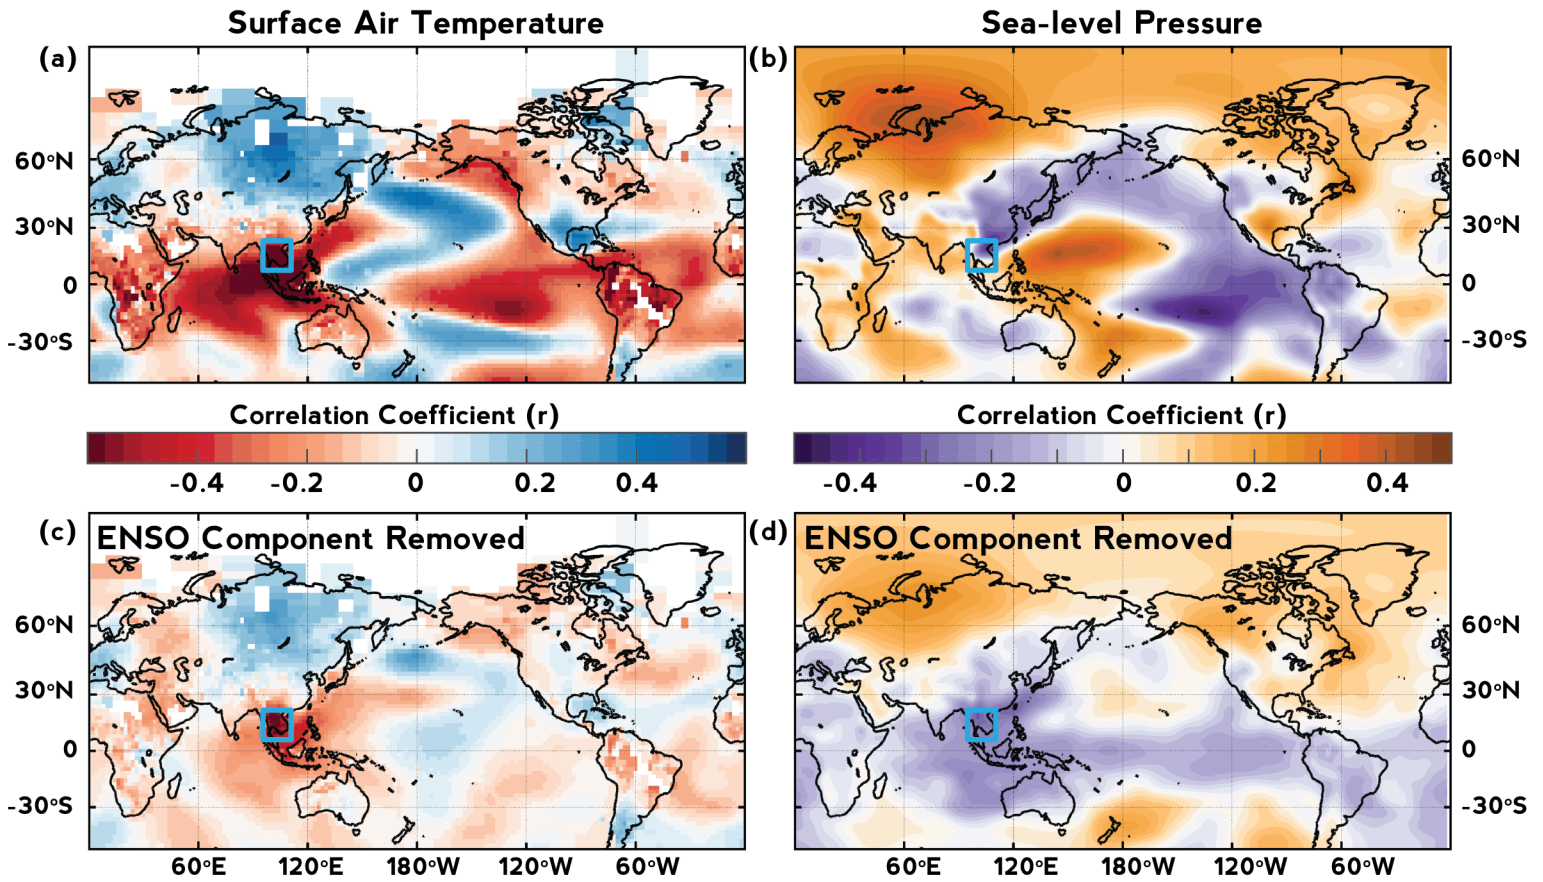 Surface Air Temperature Sea-level Pressure
(a) (b)
60°N 60°N
30°N 30°N
0 0
-30°S -30°S
Correlation Coefficient (r) Correlation Coefficient (r)
-0.4 -0.2 0 0.2 0.4 -0.4 -0.2 0 0.2 0.4
(c) ENSO Component Removed (d) ENSO Component Removed
60°N 60°N
30°N 30°N
0 0
-30°S -30°S
60°E 120°E 180°W 120°W 60°W 60°E 120°E 180°W 120°W 60°W